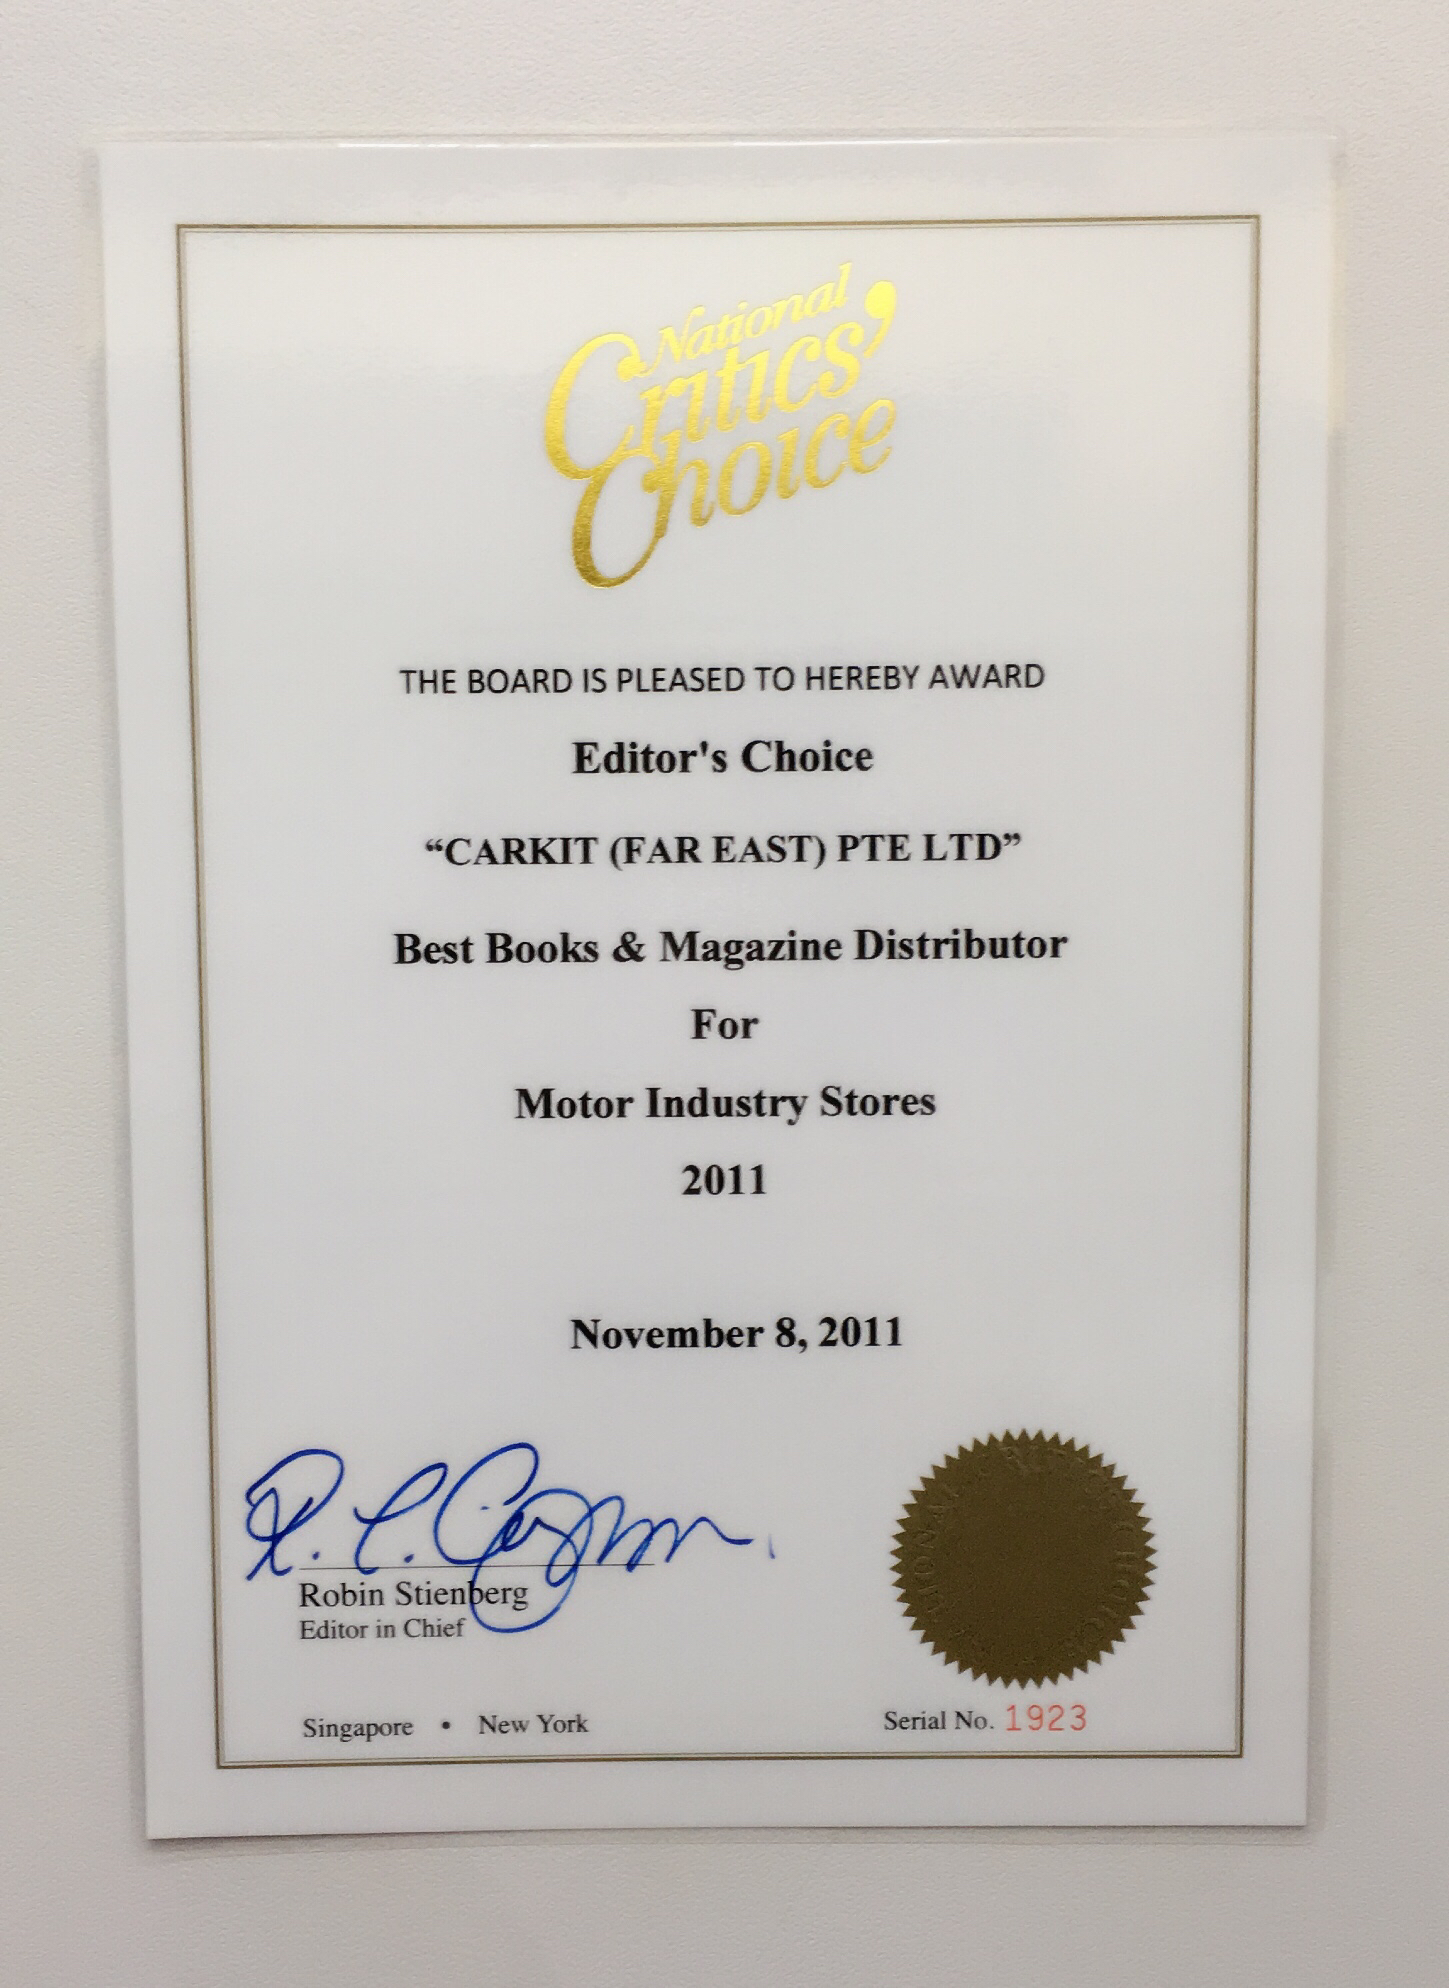 National
Critics'
Choice
THE BOARD IS PLEASED TO HEREBY AWARD
Editor's Choice
“CARKIT (FAR EAST) PTE LTD”
Best Books & Magazine Distributor
For
Motor Industry Stores
2011
November 8, 2011
Robin Stienberg
Editor in Chief
Singapore • New York
Serial No. 1923